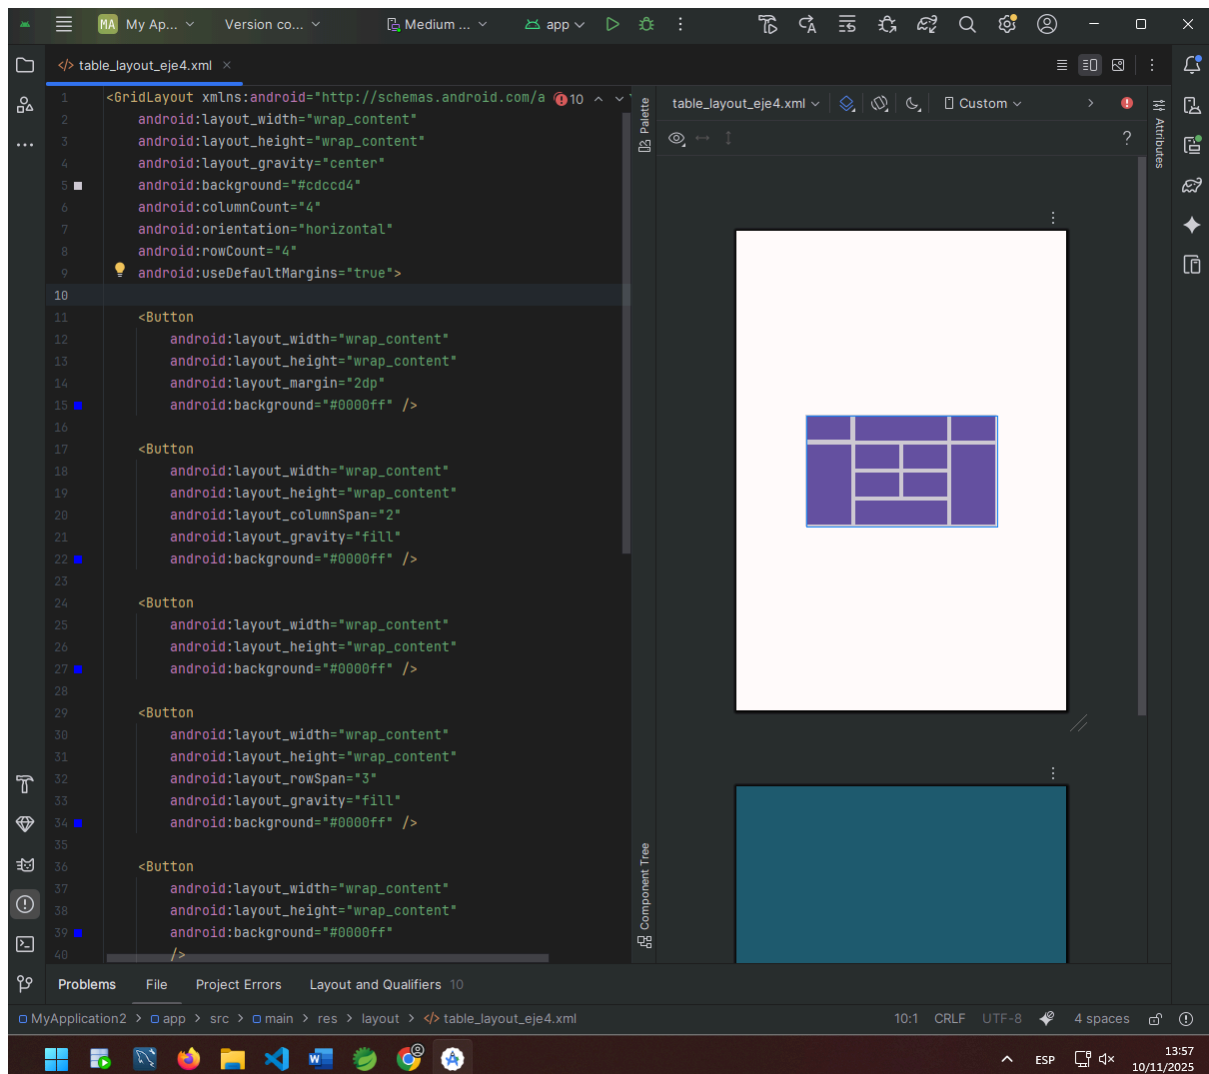 MA My Ap... Version co... Medium ... app
</> table_layout_eje4.xml ×
1 <GridLayout xmlns:android="http://schemas.android.com/a 10
2 android:layout_width="wrap_content"
3 android:layout_height="wrap_content"
4 android:layout_gravity="center"
5 android:background="#cdccd4"
6 android:columnCount="4"
7 android:orientation="horizontal"
8 android:rowCount="4"
9 android:useDefaultMargins="true">
10
11 <Button
12 android:layout_width="wrap_content"
13 android:layout_height="wrap_content"
14 android:layout_margin="2dp"
15 android:background="#0000ff" />
16
17 <Button
18 android:layout_width="wrap_content"
19 android:layout_height="wrap_content"
20 android:layout_columnSpan="2"
21 android:layout_gravity="fill"
22 android:background="#0000ff" />
23
24 <Button
25 android:layout_width="wrap_content"
26 android:layout_height="wrap_content"
27 android:background="#0000ff" />
28
29 <Button
30 android:layout_width="wrap_content"
31 android:layout_height="wrap_content"
32 android:layout_rowSpan="3"
33 android:layout_gravity="fill"
34 android:background="#0000ff" />
35
36 <Button
37 android:layout_width="wrap_content"
38 android:layout_height="wrap_content"
39 android:background="#0000ff"
40 />
Palette
Component Tree
table_layout_eje4.xml Custom
?
Attributes
Problems File Project Errors Layout and Qualifiers 10
MyApplication2 > app > src > main > res > layout > </> table_layout_eje4.xml 10:1 CRLF UTF-8 4 spaces
ESP
13:57
10/11/2025